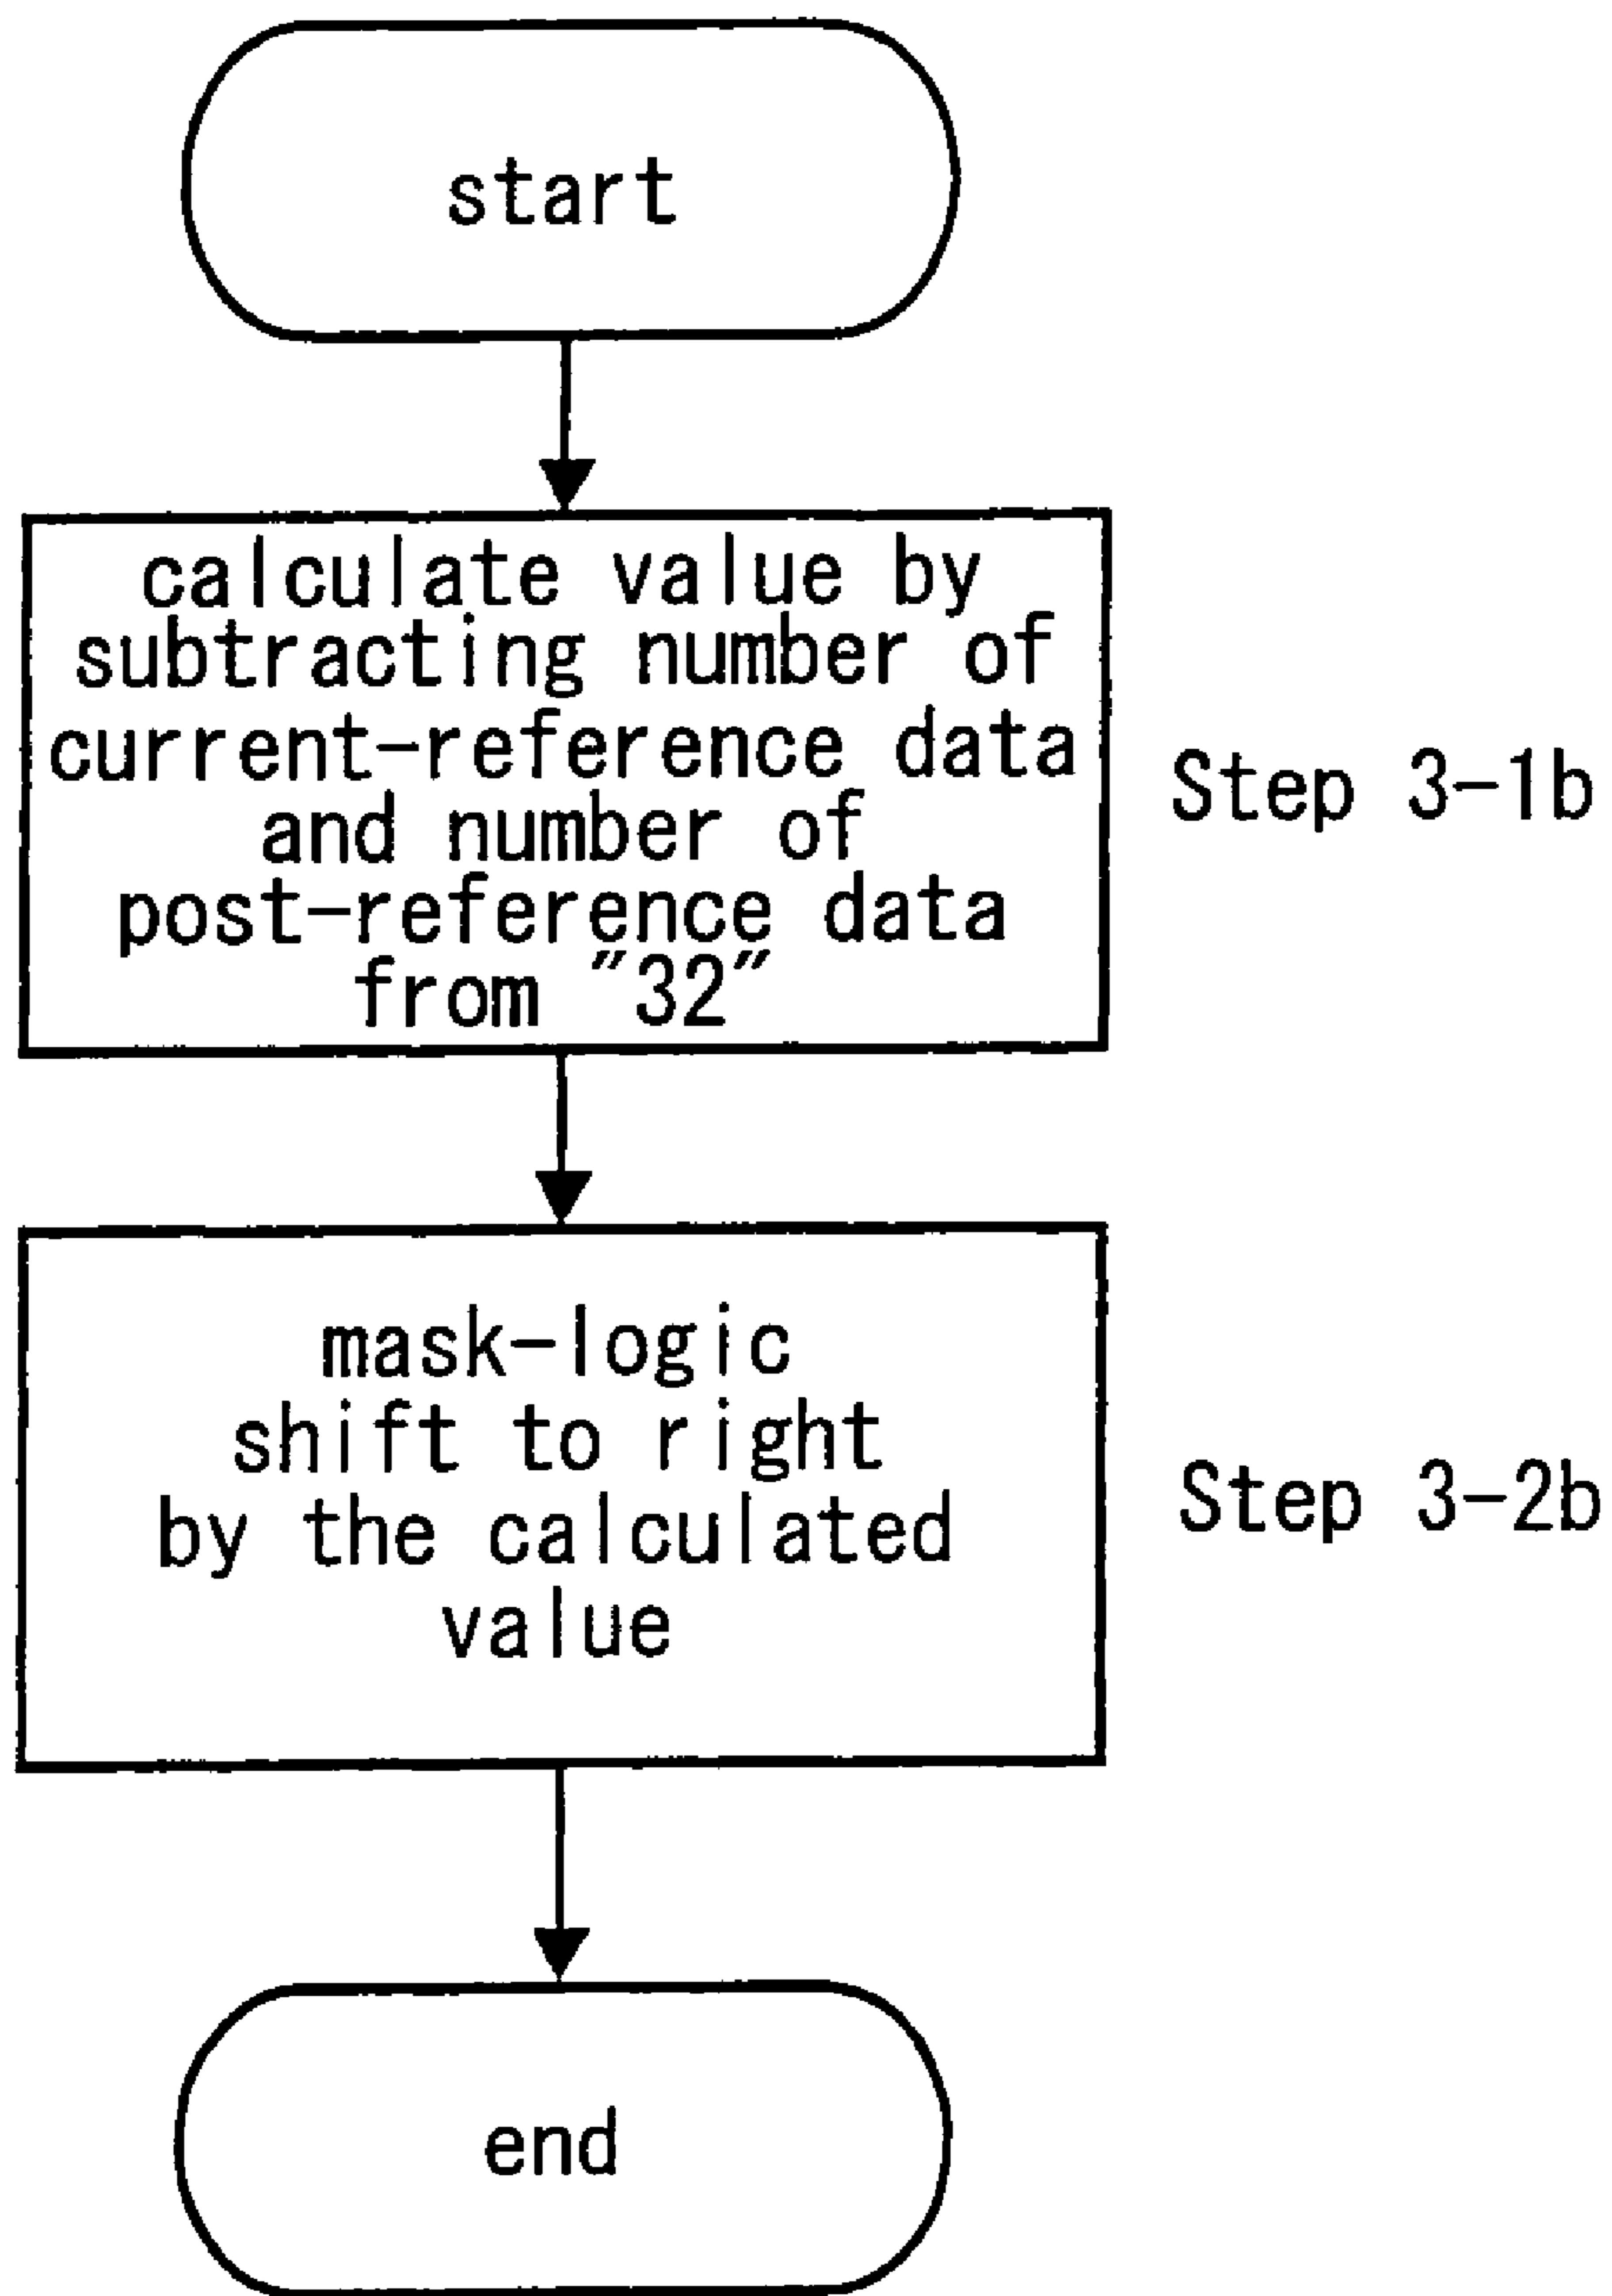 start
calculate value by
subtracting number of
current-reference data
and number of
post-reference data
from "32"
Step 3-1b
mask-logic
shift to right
by the calculated
value
Step 3-2b
end